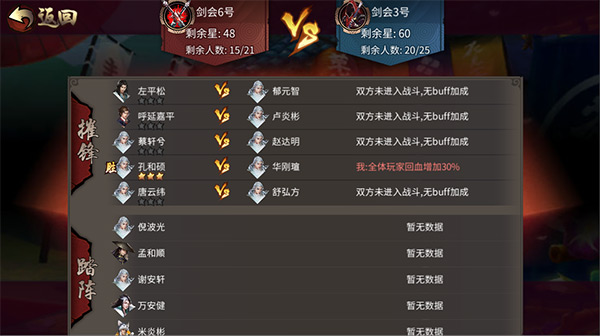 返回
剑会6号
剩余星: 48
剩余人数: 15/21
VS
剑会3号
剩余星: 60
剩余人数: 20/25
摧锋
左平松 VS 郁元智 双方未进入战斗,无buff加成
呼延嘉平 VS 卢炎彬 双方未进入战斗,无buff加成
蔡轩兮 VS 赵达明 双方未进入战斗,无buff加成
胜 孔和硕 VS 华刚瑄 我:全体玩家回血增加30%
唐云纬 VS 舒弘方 双方未进入战斗,无buff加成
踏阵
倪波光 暂无数据
孟和顺 暂无数据
谢安轩 暂无数据
万安健 暂无数据
米炎彬 暂无数据